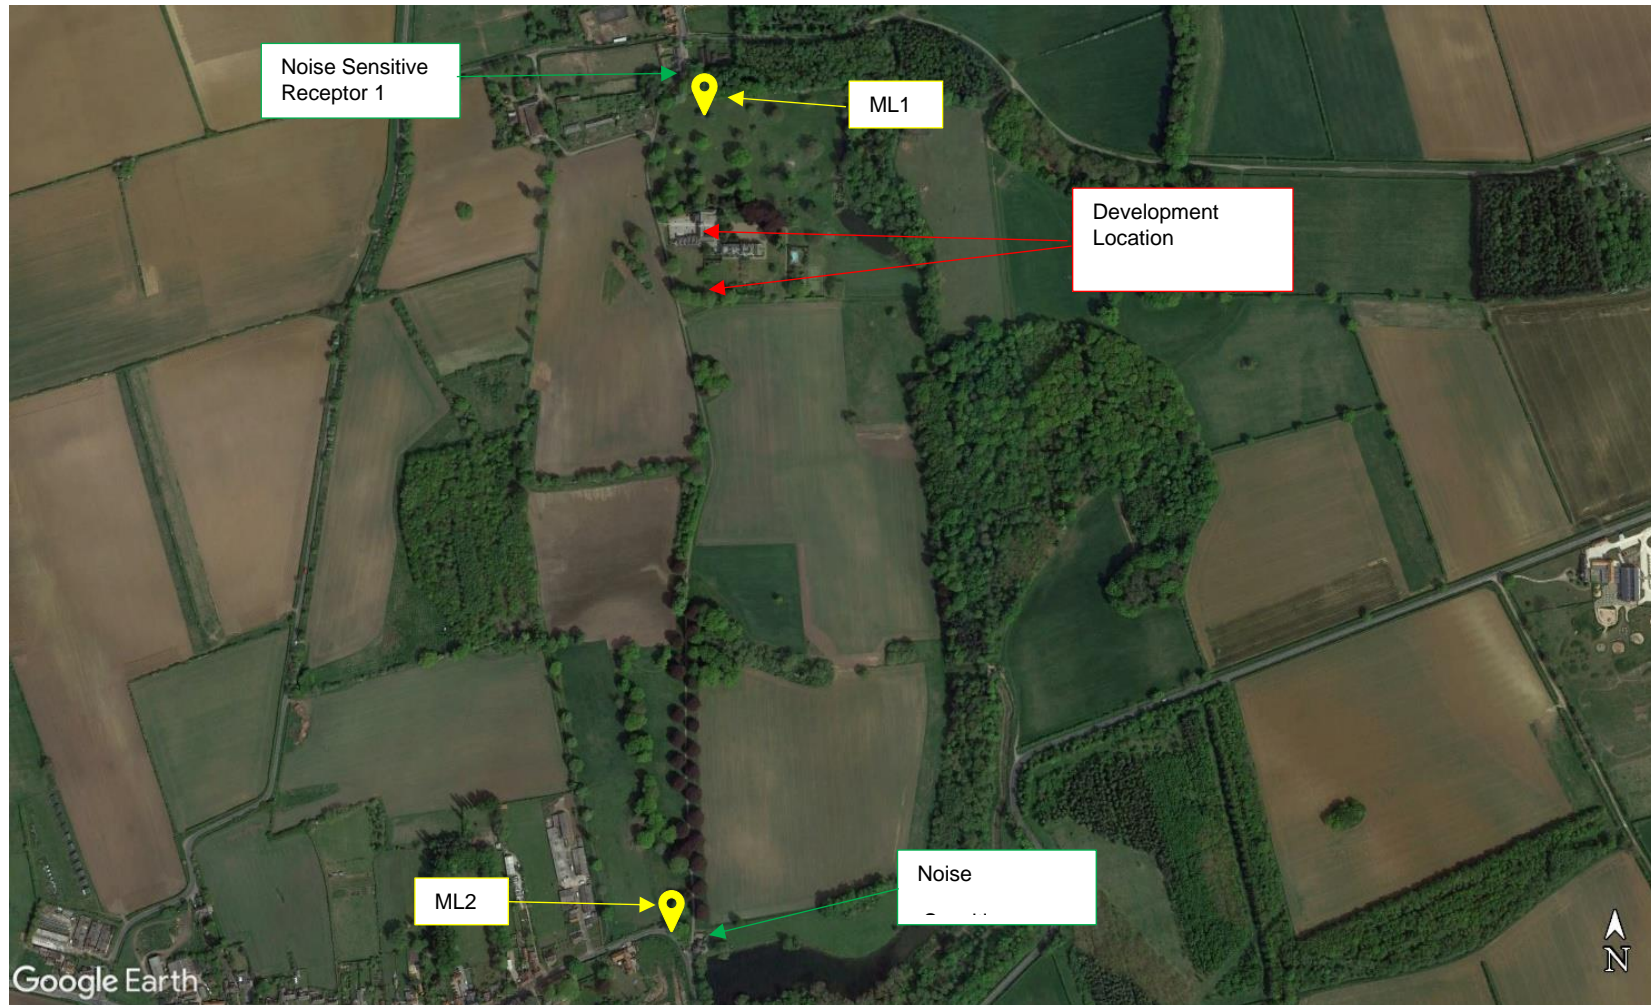 Noise Sensitive
Receptor 1
ML1
Development
Location
Noise
ML2
Google Earth
N